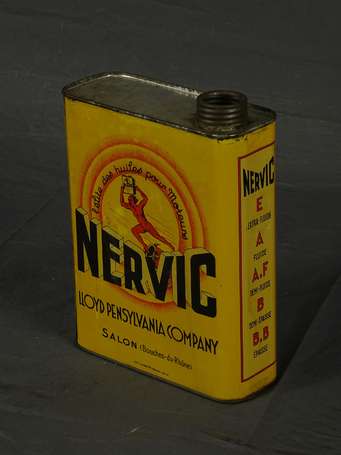 l'élite des huiles pour Moteurs
NERVIC
LLOYD PENSYLVANIA COMPANY
SALON (Bouches-du-Rhône)
NERVIC
E
EXTRA-FLUIDE
A
FLUIDE
A.F
DEMI-FLUIDE
B
DEMI-ÉPAISSE
B.B
ÉPAISSE